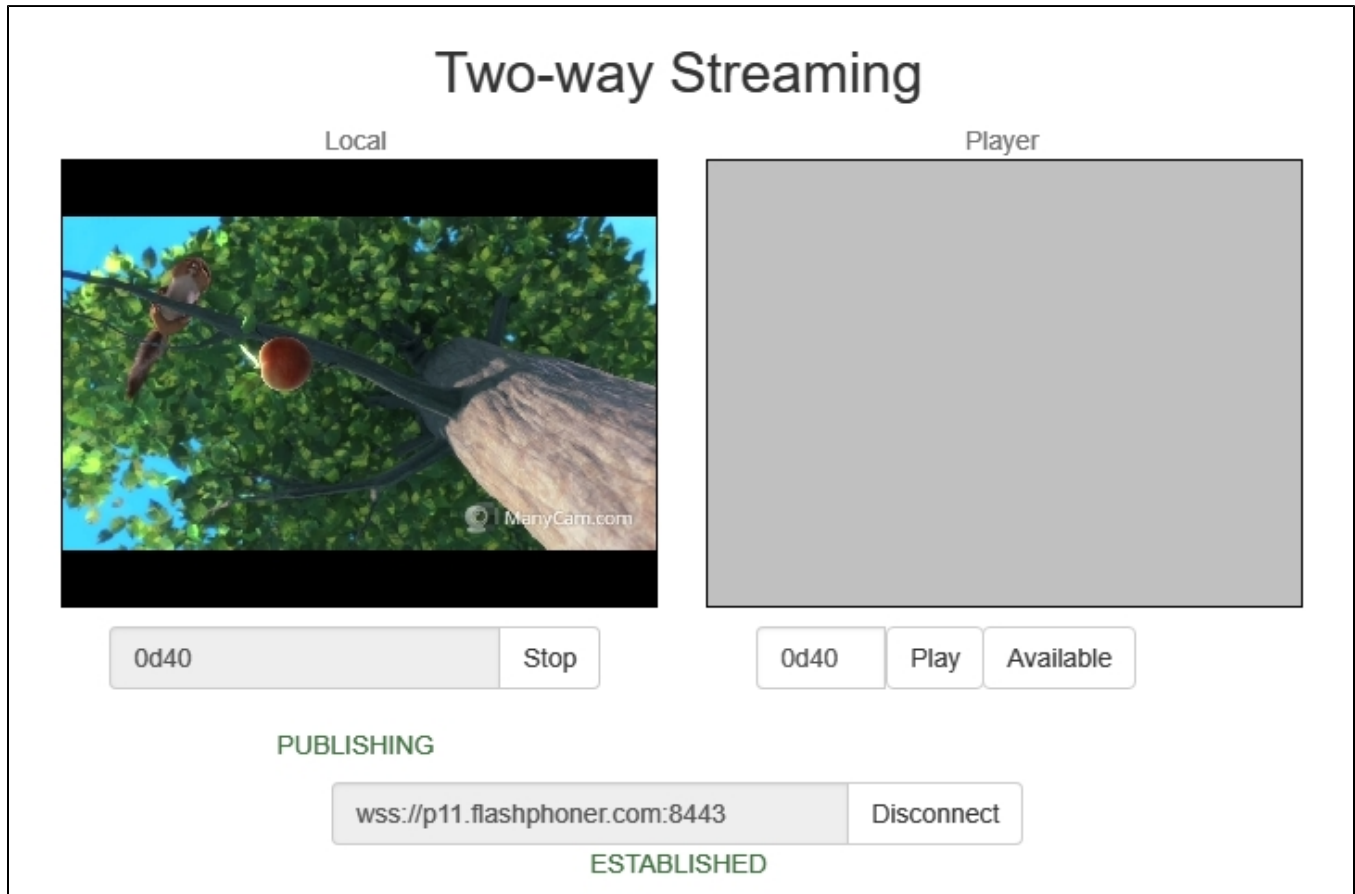 Two-way Streaming
Local
Player
ManyCam.com
0d40
Stop
0d40
Play
Available
PUBLISHING
wss://p11.flashphoner.com:8443
Disconnect
ESTABLISHED